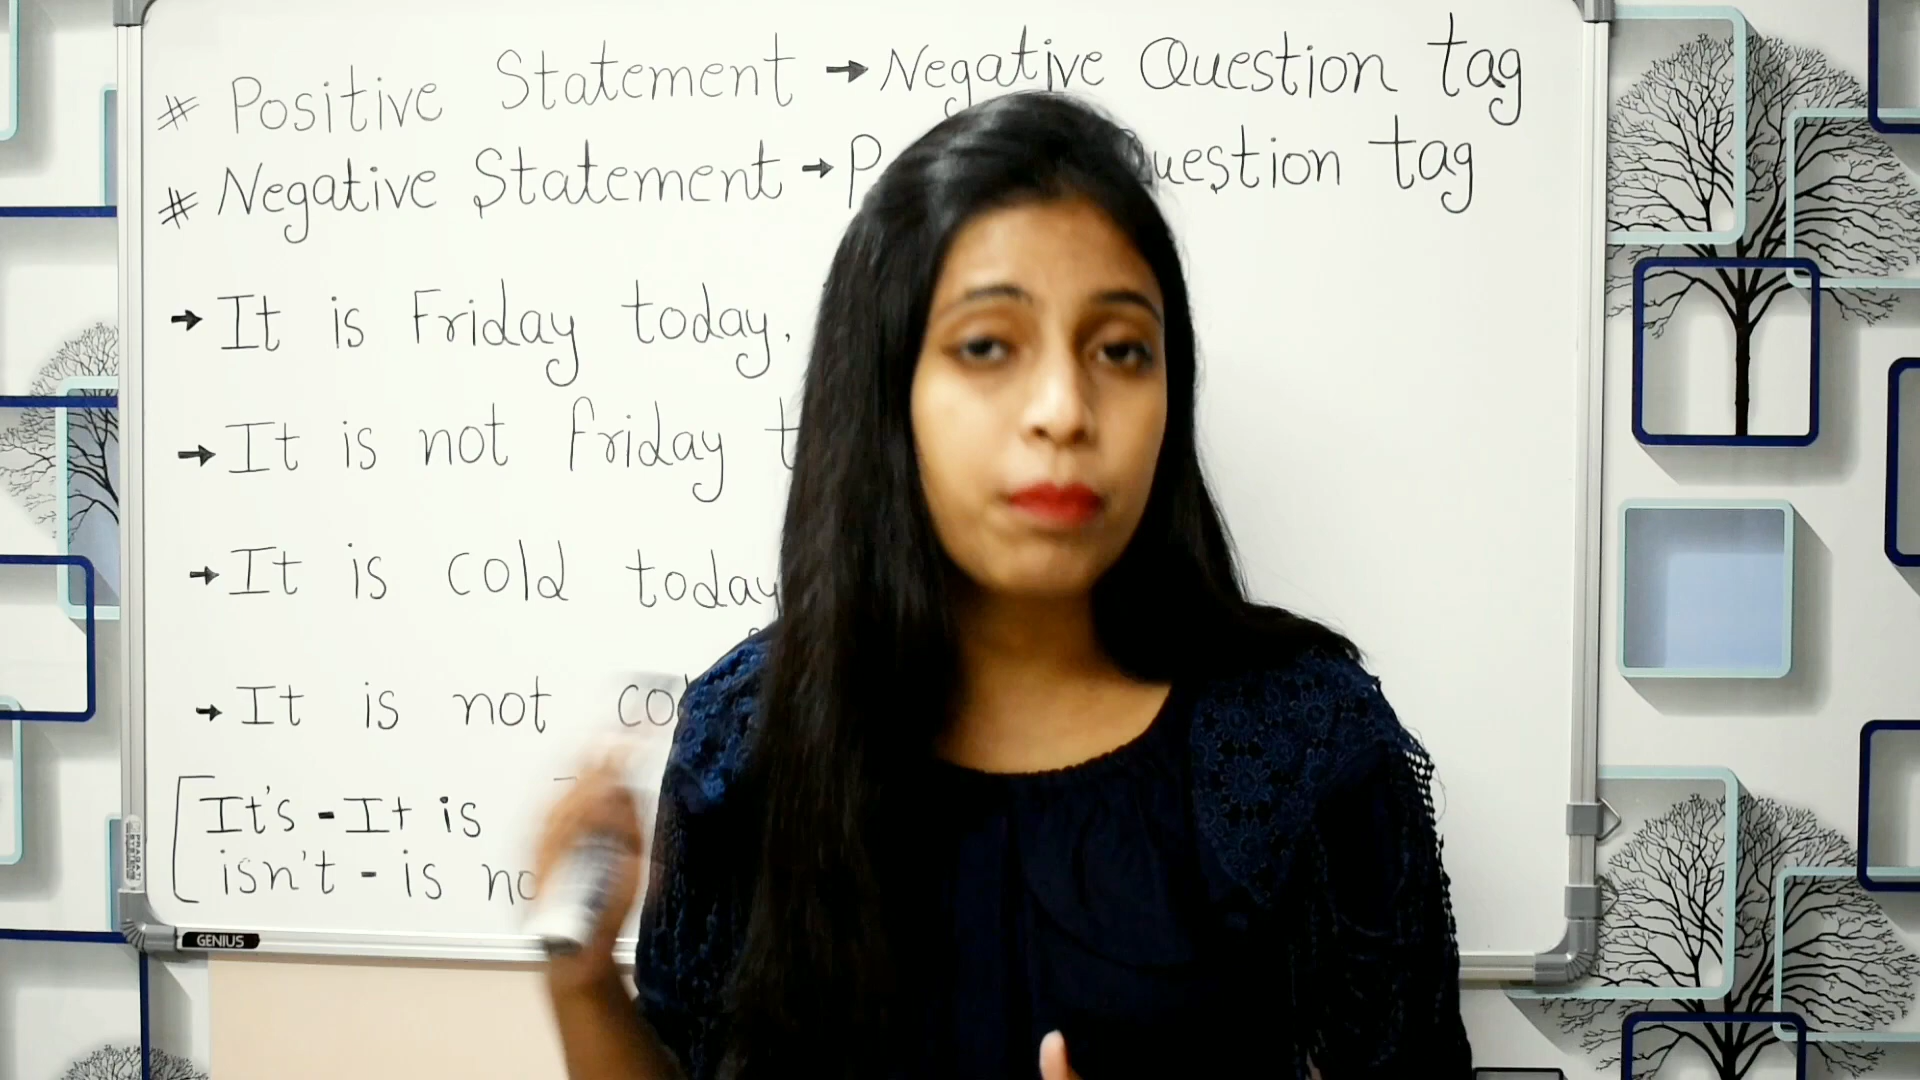 # Positive Statement → Negative Question tag
# Negative Statement → Question tag
→ It is Friday today.
→ It is not Friday
→ It is cold today
→ It is not
[ It's - It is
isn't - is
GENIUS